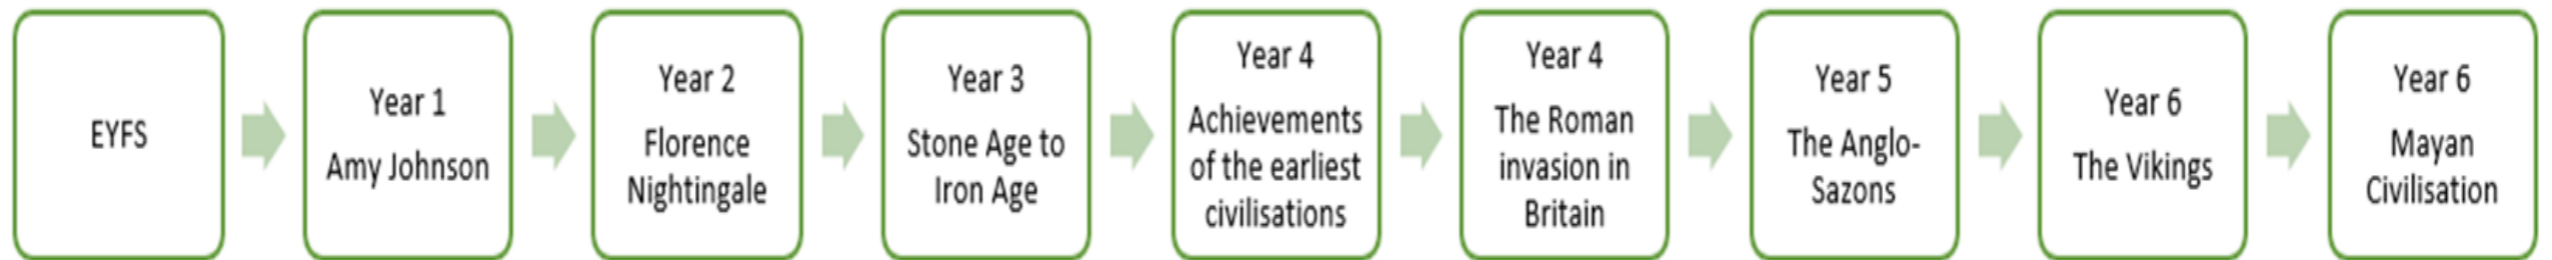 EYFS
Year 1
Amy Johnson
Year 2
Florence
Nightingale
Year 3
Stone Age to
Iron Age
Year 4
Achievements
of the earliest
civilisations
Year 4
The Roman
invasion in
Britain
Year 5
The Anglo-
Sazons
Year 6
The Vikings
Year 6
Mayan
Civilisation